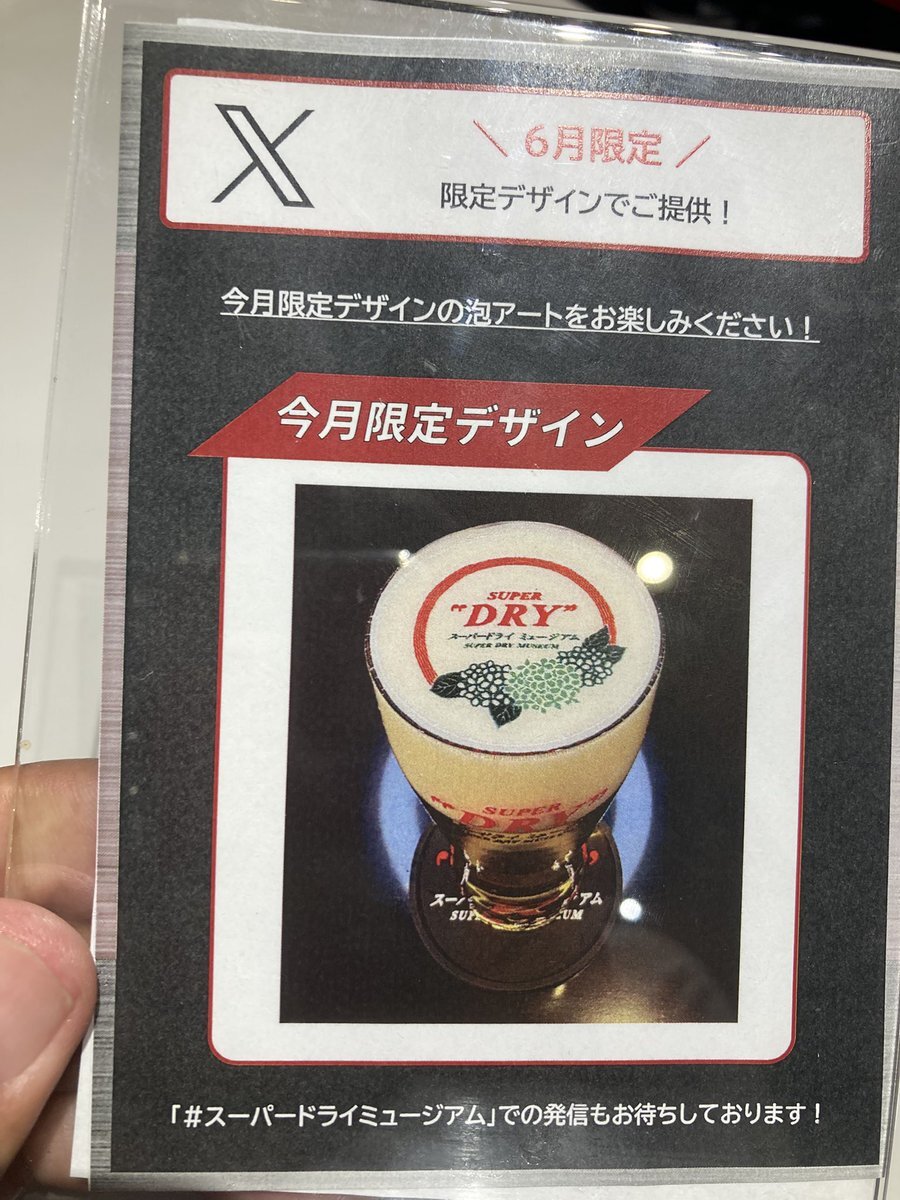 X
\ 6月限定 /
限定デザインでご提供!
今月限定デザインの泡アートをお楽しみください!
今月限定デザイン
SUPER
"DRY"
スーパードライ ミュージアム
SUPER DRY MUSEUM
SUPER
"DRY"
「#スーパードライミュージアム」での発信もお待ちしております!